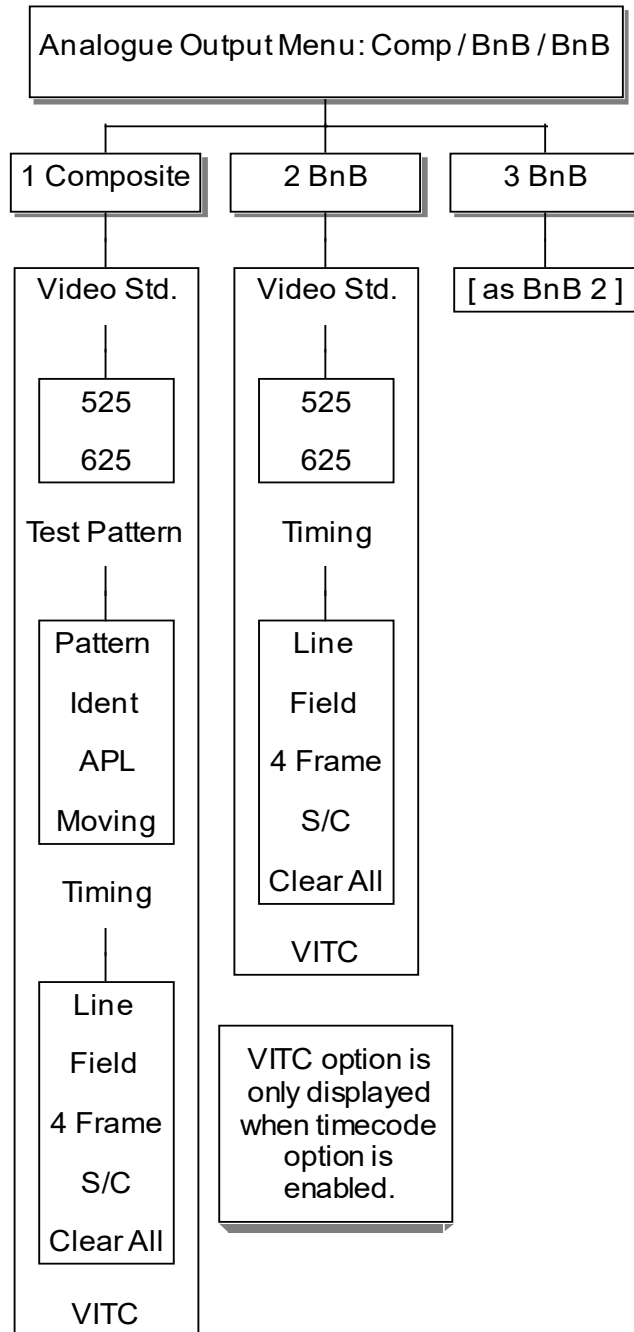 Analogue Output Menu: Comp / BnB / BnB
1 Composite
2 BnB
3 BnB
Video Std.
525
625
Test Pattern
Pattern
Ident
APL
Moving
Timing
Line
Field
4 Frame
S/C
Clear All
VITC
Video Std.
525
625
Timing
Line
Field
4 Frame
S/C
Clear All
VITC
[ as BnB 2 ]
VITC option is
only displayed
when timecode
option is
enabled.